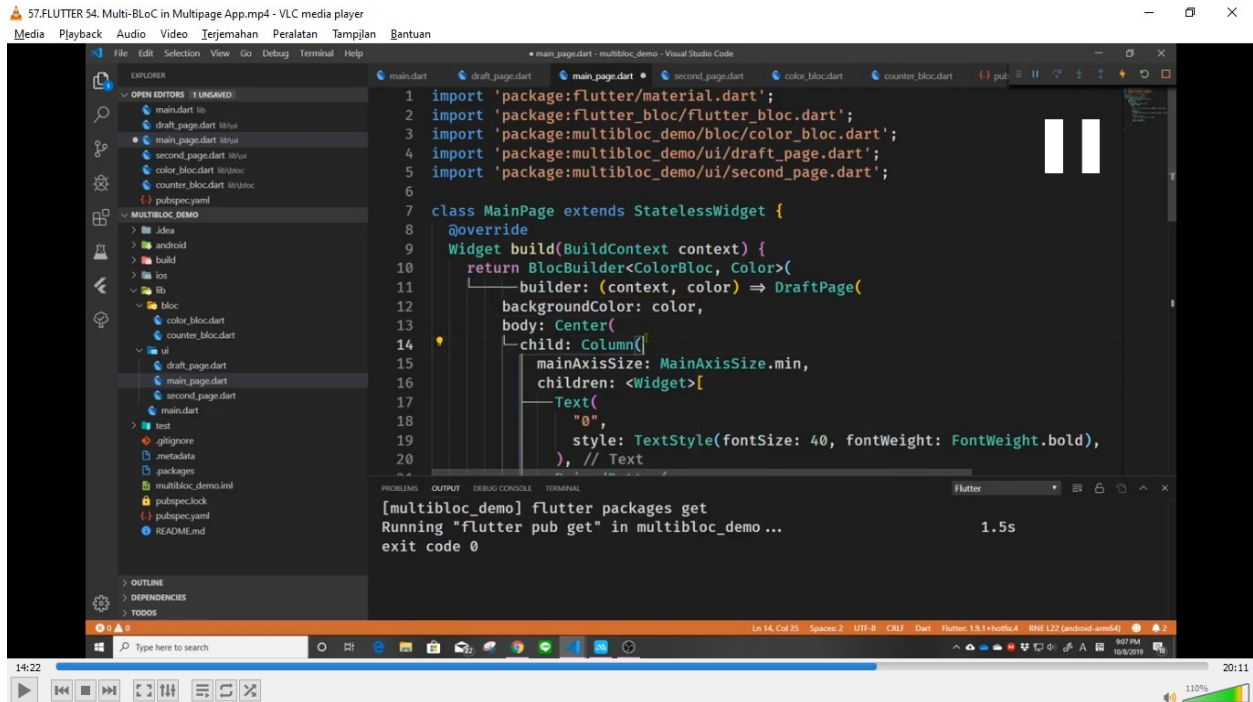 57.FLUTTER 54. Multi-BLoC in Multipage App.mp4 - VLC media player
Media Playback Audio Video Terjemahan Peralatan Tampilan Bantuan
File Edit Selection View Go Debug Terminal Help
● main_page.dart - multibloc_demo - Visual Studio Code
EXPLORER
OPEN EDITORS 1 UNSAVED
main.dart lib
draft_page.dart lib\ui
● main_page.dart lib\ui
second_page.dart lib\ui
color_bloc.dart lib\bloc
counter_bloc.dart lib\bloc
{..} pubspec.yaml
MULTIBLOC_DEMO
.idea
android
build
ios
lib
bloc
color_bloc.dart
counter_bloc.dart
ui
draft_page.dart
main_page.dart
second_page.dart
main.dart
test
.gitignore
.metadata
.packages
multibloc_demo.iml
pubspec.lock
{..} pubspec.yaml
README.md
OUTLINE
DEPENDENCIES
TODOS
main.dart draft_page.dart main_page.dart ● second_page.dart color_bloc.dart counter_bloc.dart {..} pub
1 import 'package:flutter/material.dart';
2 import 'package:flutter_bloc/flutter_bloc.dart';
3 import 'package:multibloc_demo/bloc/color_bloc.dart';
4 import 'package:multibloc_demo/ui/draft_page.dart';
5 import 'package:multibloc_demo/ui/second_page.dart';
6
7 class MainPage extends StatelessWidget {
8 @override
9 Widget build(BuildContext context) {
10 return BlocBuilder<ColorBloc, Color>(
11 builder: (context, color) ⇒ DraftPage(
12 backgroundColor: color,
13 body: Center(
14 child: Column(
15 mainAxisSize: MainAxisSize.min,
16 children: <Widget>[
17 Text(
18 "0",
19 style: TextStyle(fontSize: 40, fontWeight: FontWeight.bold),
20 ), // Text
PROBLEMS OUTPUT DEBUG CONSOLE TERMINAL Flutter
[multibloc_demo] flutter packages get
Running "flutter pub get" in multibloc_demo... 1.5s
exit code 0
0 0 Ln 14, Col 25 Spaces: 2 UTF-8 CRLF Dart Flutter: 1.9.1+hotfix.4 RNE L22 (android-arm64) 2
Type here to search 9:07 PM
10/8/2019
14:22 20:11
110%